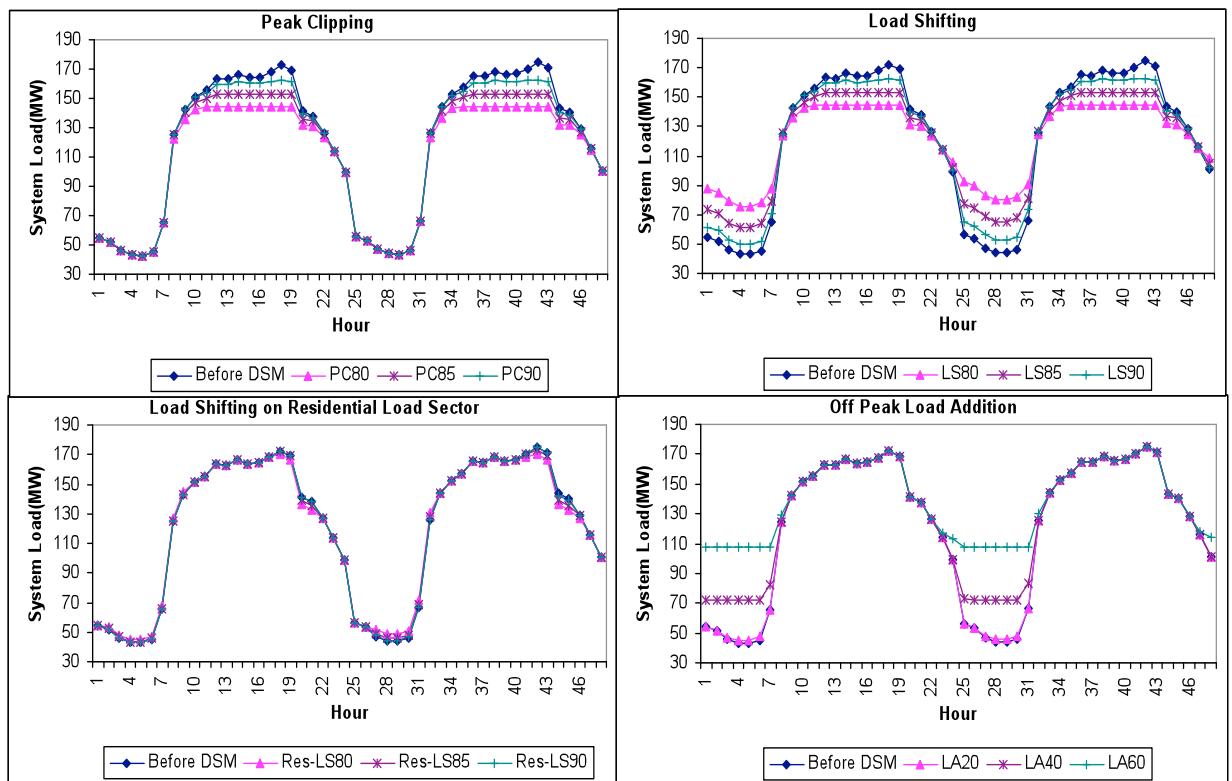 Peak Clipping
System Load(MW)
190
170
150
130
110
90
70
50
30
1 4 7 10 13 16 19 22 25 28 31 34 37 40 43 46
Hour
Before DSM PC80 PC85 PC90
Load Shifting
System Load(MW)
190
170
150
130
110
90
70
50
30
1 4 7 10 13 16 19 22 25 28 31 34 37 40 43 46
Hour
Before DSM LS80 LS85 LS90
Load Shifting on Residential Load Sector
System Load(MW)
190
170
150
130
110
90
70
50
30
1 4 7 10 13 16 19 22 25 28 31 34 37 40 43 46
Hour
Before DSM Res-LS80 Res-LS85 Res-LS90
Off Peak Load Addition
System Load(MW)
190
170
150
130
110
90
70
50
30
1 4 7 10 13 16 19 22 25 28 31 34 37 40 43 46
Hour
Before DSM LA20 LA40 LA60